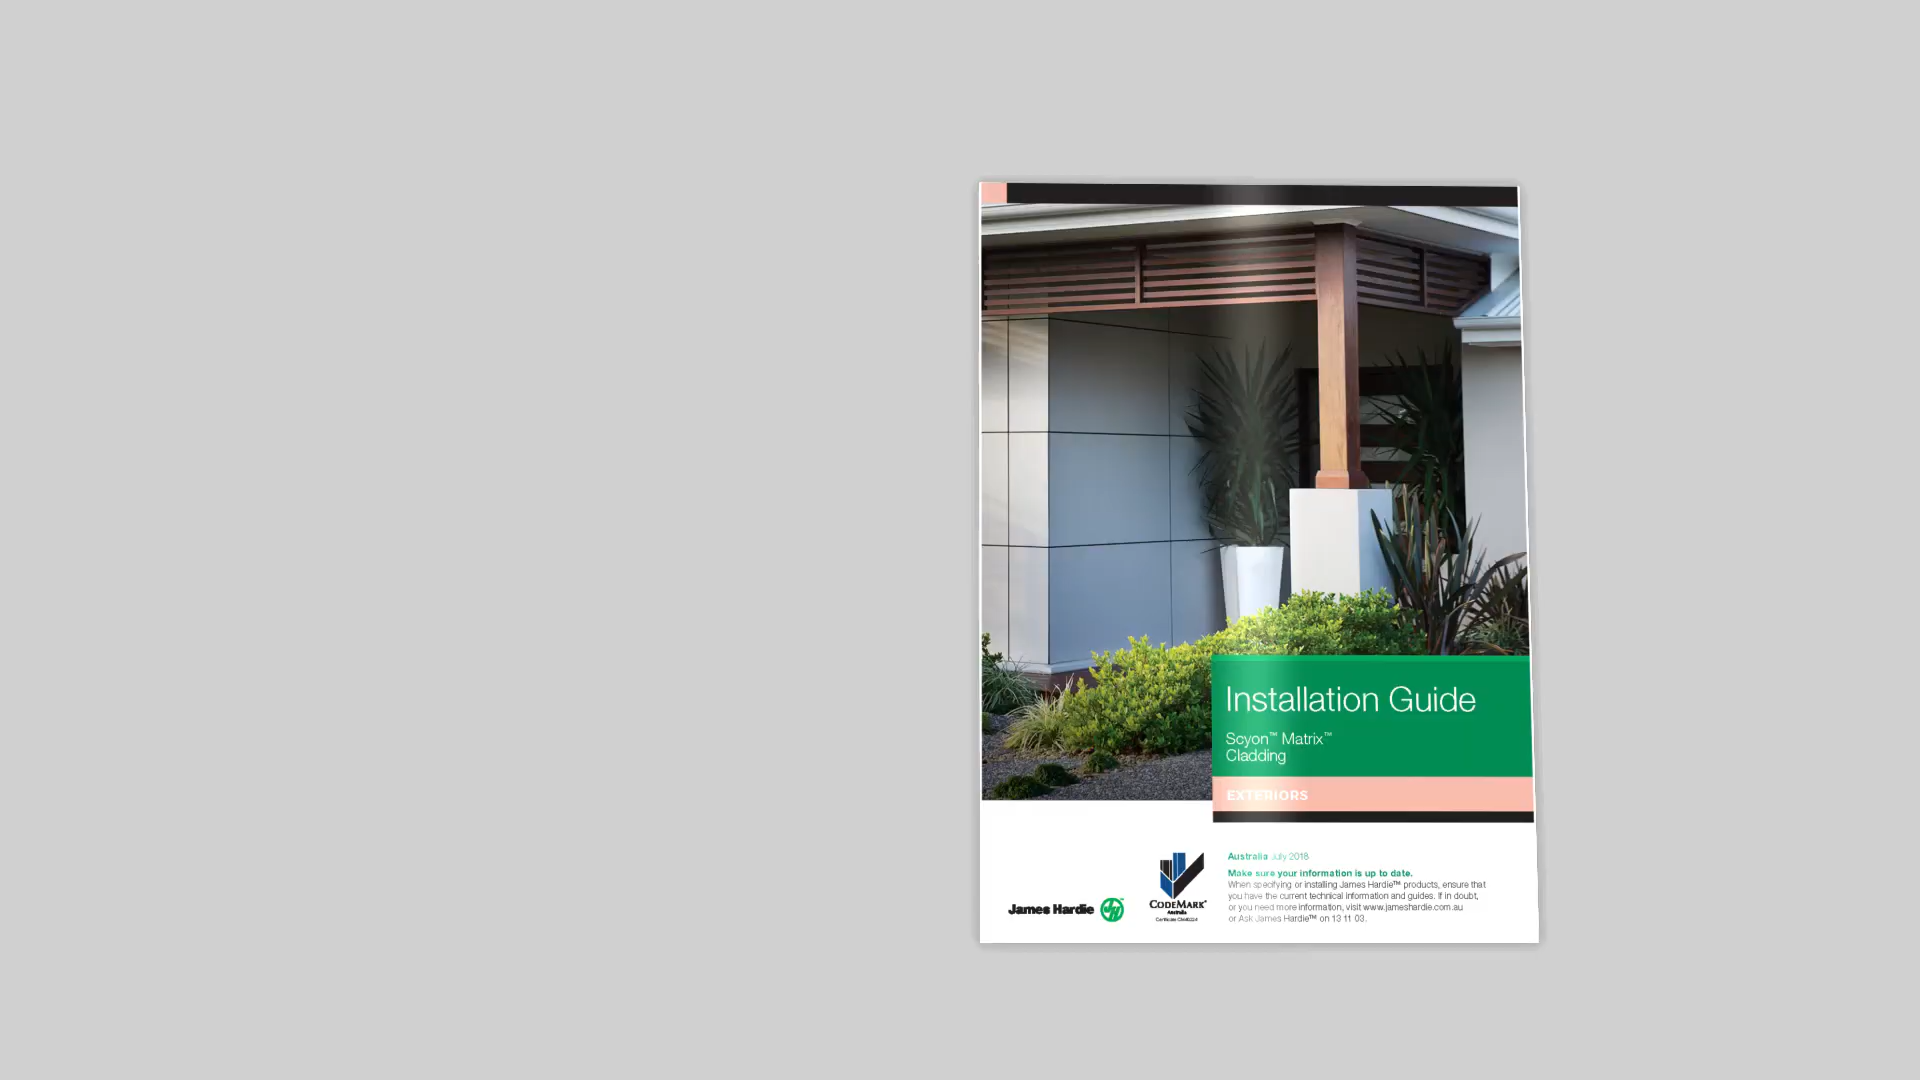 Installation Guide
Scyon™ Matrix™
Cladding
EXTERIORS
Australia July 2018
Make sure your information is up to date.
When specifying or installing James Hardie™ products, ensure that
you have the current technical information and guides. If in doubt,
or you need more information, visit www.jameshardie.com.au
or Ask James Hardie™ on 13 11 03.
James Hardie
CODEMARK®
Australia